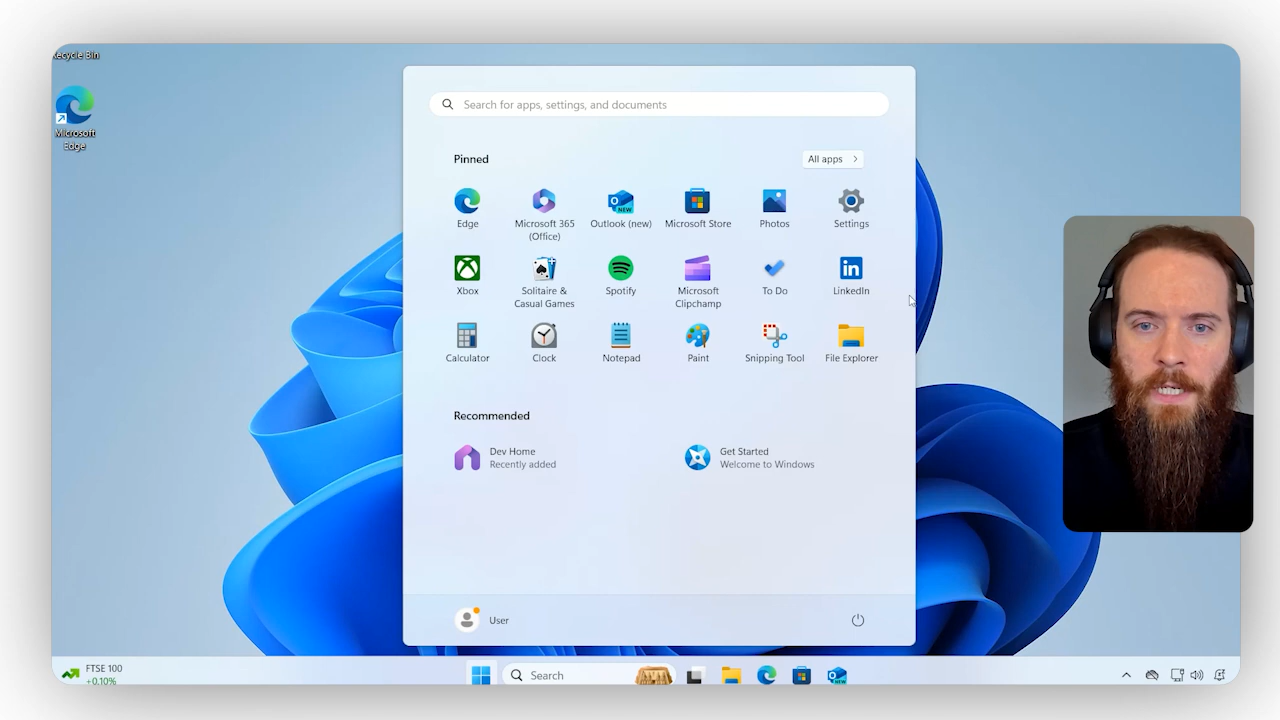 Recycle Bin
Microsoft
Edge
Search for apps, settings, and documents
Pinned
All apps
Edge
Microsoft 365
(Office)
Outlook (new)
Microsoft Store
Photos
Settings
Xbox
Solitaire &
Casual Games
Spotify
Microsoft
Clipchamp
To Do
LinkedIn
Calculator
Clock
Notepad
Paint
Snipping Tool
File Explorer
Recommended
Dev Home
Recently added
Get Started
Welcome to Windows
User
FTSE 100
+0.10%
Search